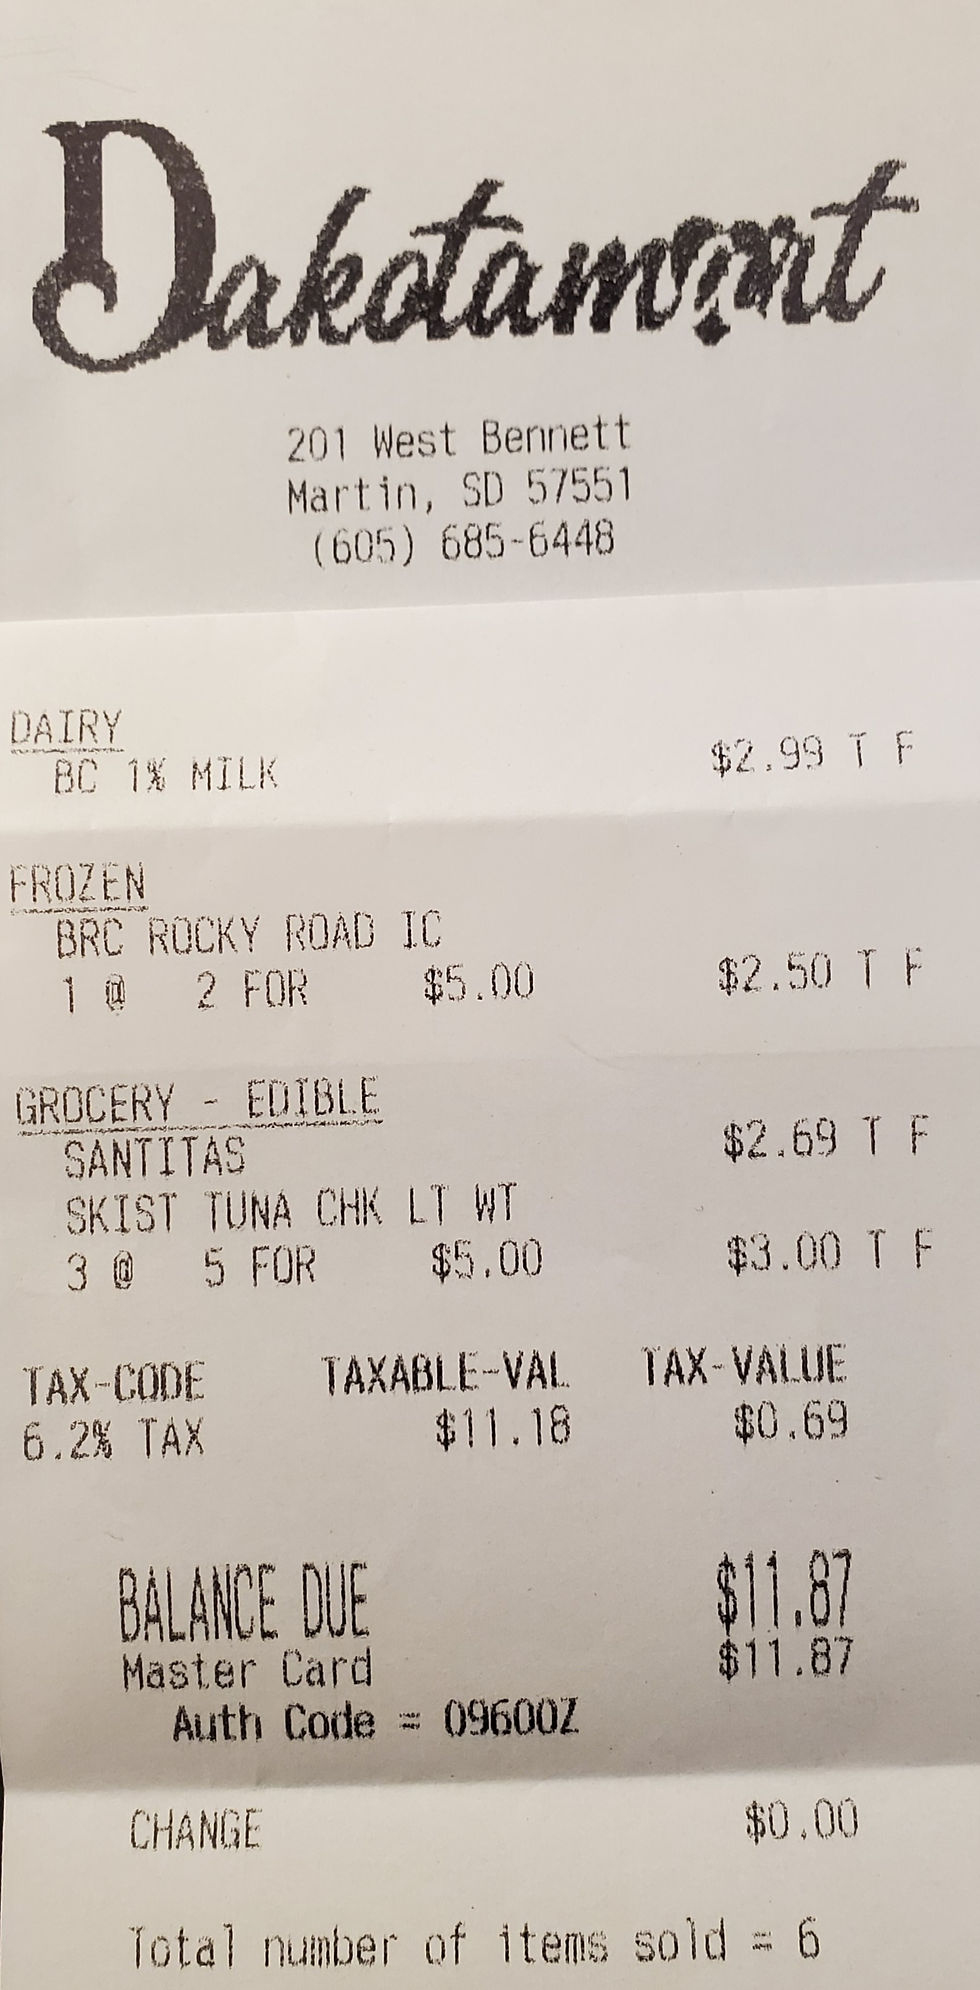 Dakotamart
201 West Bennett
Martin, SD 57551
(605) 685-6448
DAIRY
BC 1% MILK $2.99 T F
FROZEN
BRC ROCKY ROAD IC
1 @ 2 FOR $5.00 $2.50 T F
GROCERY - EDIBLE
SANTITAS $2.69 T F
SKIST TUNA CHK LT WT
3 @ 5 FOR $5.00 $3.00 T F
TAX-CODE TAXABLE-VAL TAX-VALUE
6.2% TAX $11.18 $0.69
BALANCE DUE $11.87
Master Card $11.87
Auth Code = 09600Z
CHANGE $0.00
Total number of items sold = 6